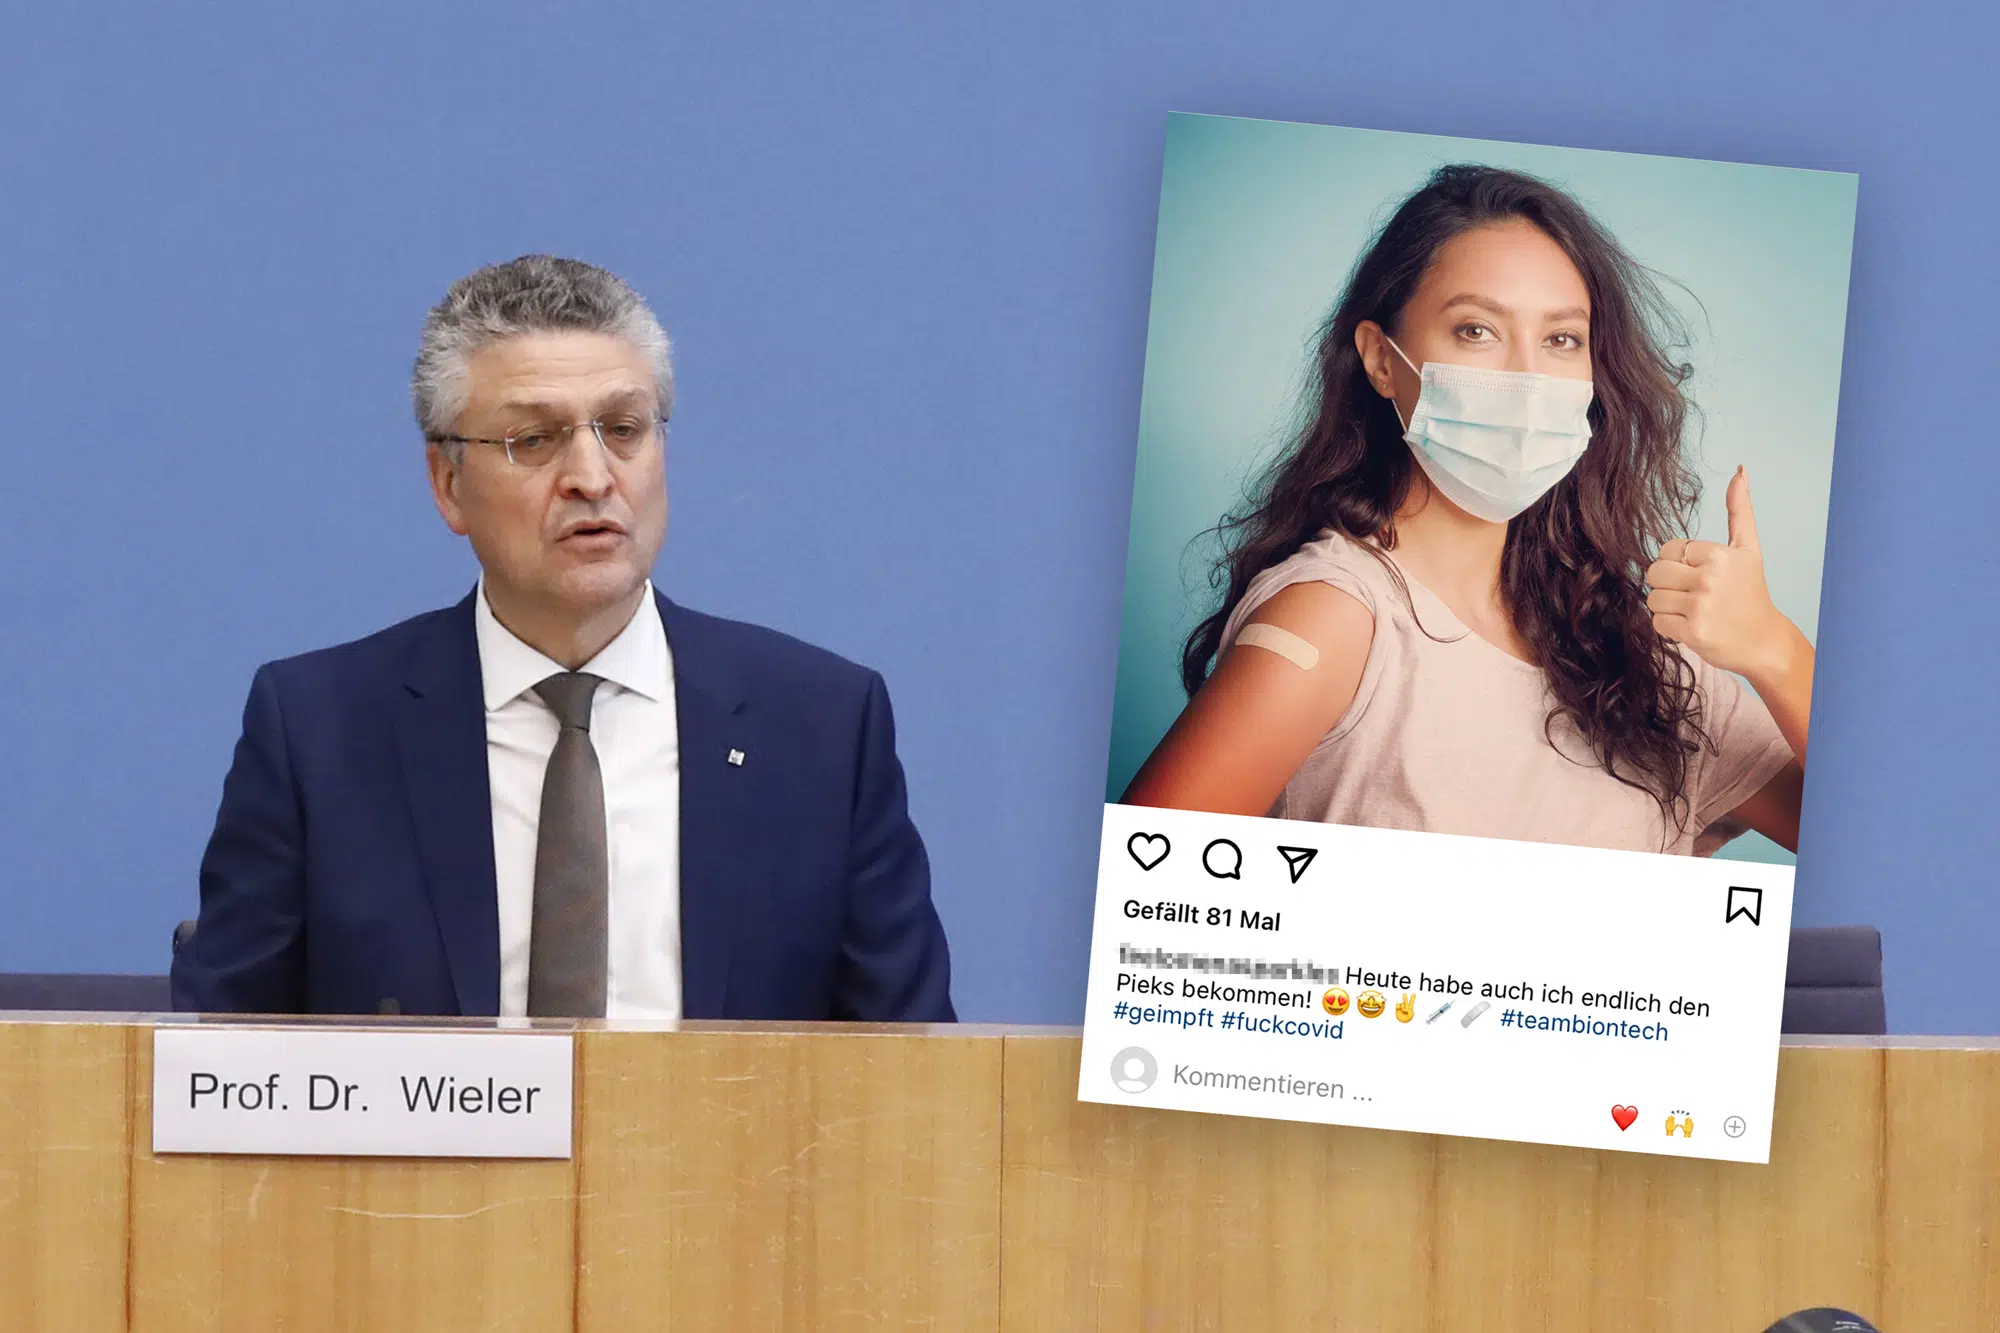 Prof. Dr. Wieler
Gefällt 81 Mal
Heute habe auch ich endlich den
Pieks bekommen! 😍🤩✌️💉🩹 #teambiontech
#geimpft #fuckcovid
Kommentieren ...